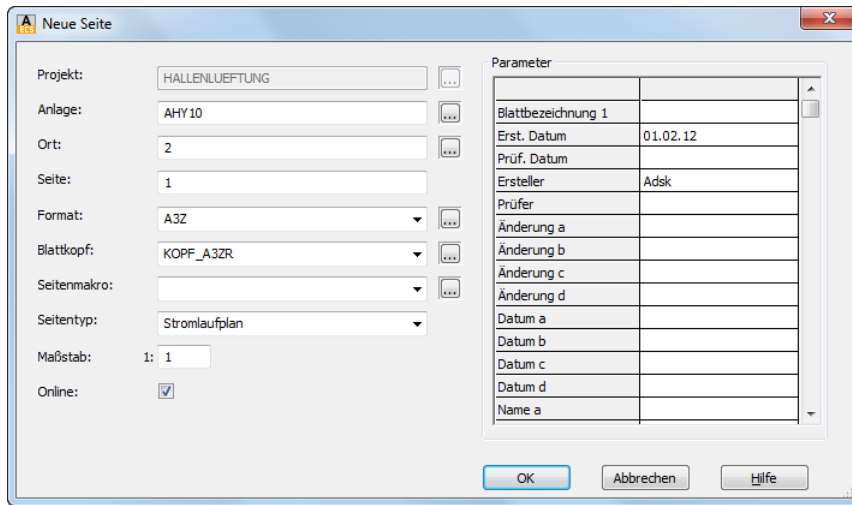 A ECS Neue Seite
Projekt: HALLENLUEFTUNG ...
Anlage: AHY10 ...
Ort: 2 ...
Seite: 1
Format: A3Z ...
Blattkopf: KOPF_A3ZR ...
Seitenmakro: ...
Seitentyp: Stromlaufplan
Maßstab: 1: 1
Online:
Parameter
Blattbezeichnung 1
Erst. Datum 01.02.12
Prüf. Datum
Ersteller Adsk
Prüfer
Änderung a
Änderung b
Änderung c
Änderung d
Datum a
Datum b
Datum c
Datum d
Name a
OK Abbrechen Hilfe